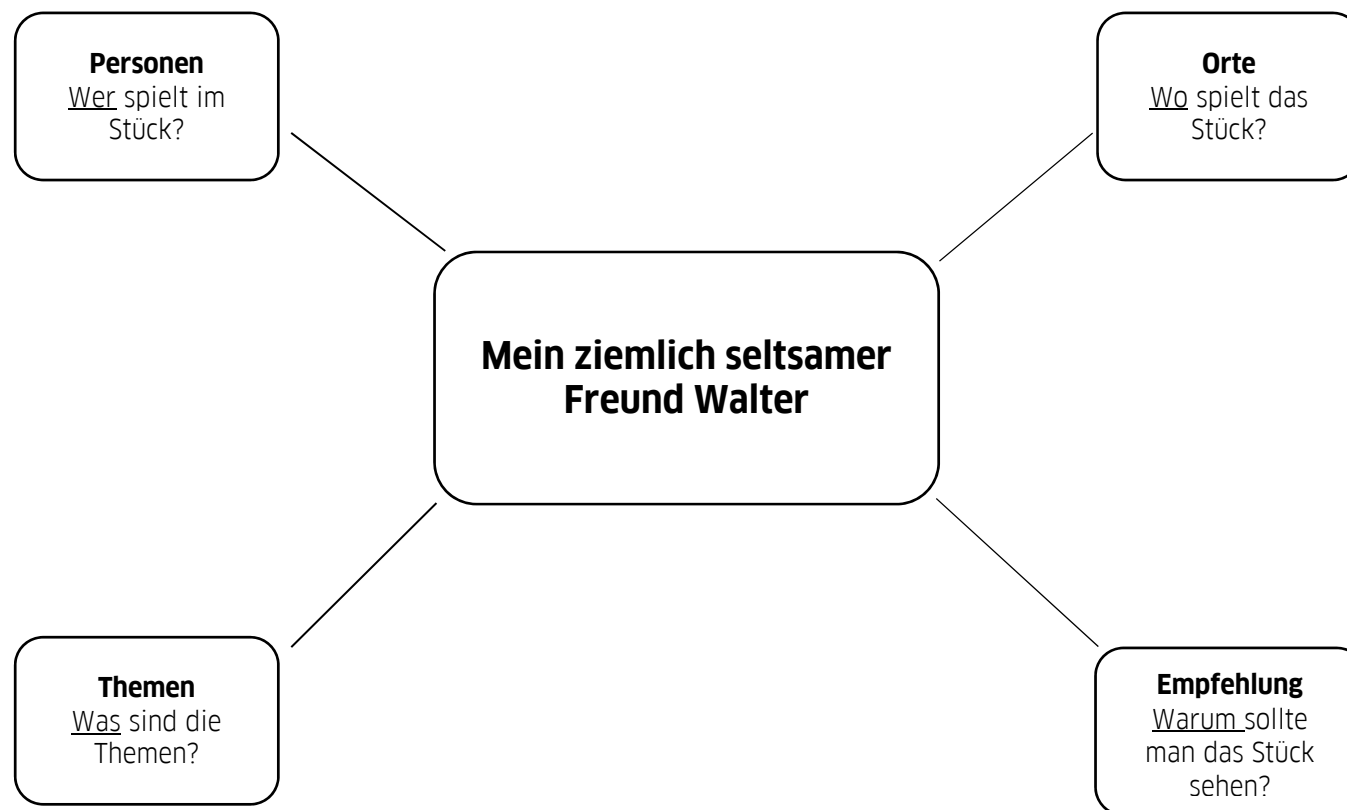 Personen
Wer spielt im
Stück?
Orte
Wo spielt das
Stück?
Mein ziemlich seltsamer
Freund Walter
Themen
Was sind die
Themen?
Empfehlung
Warum sollte
man das Stück
sehen?